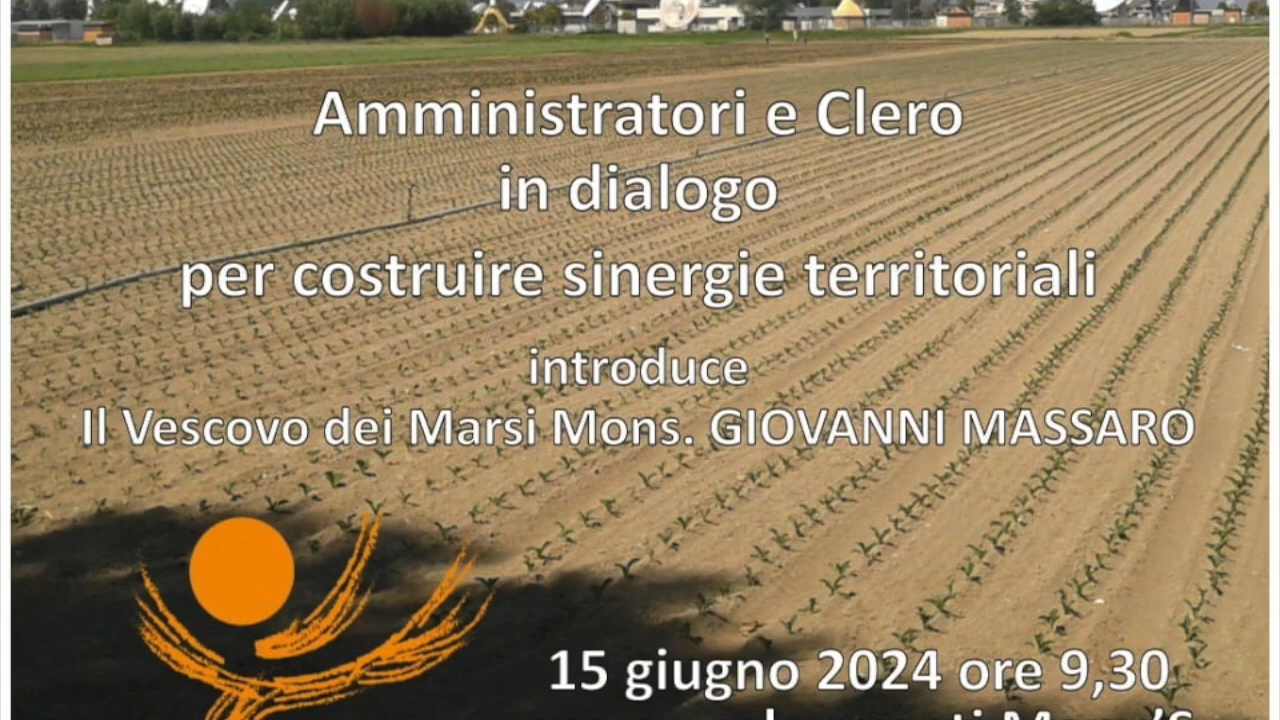 Amministratori e Clero
in dialogo
per costruire sinergie territoriali
introduce
Il Vescovo dei Marsi Mons. GIOVANNI MASSARO
15 giugno 2024 ore 9,30